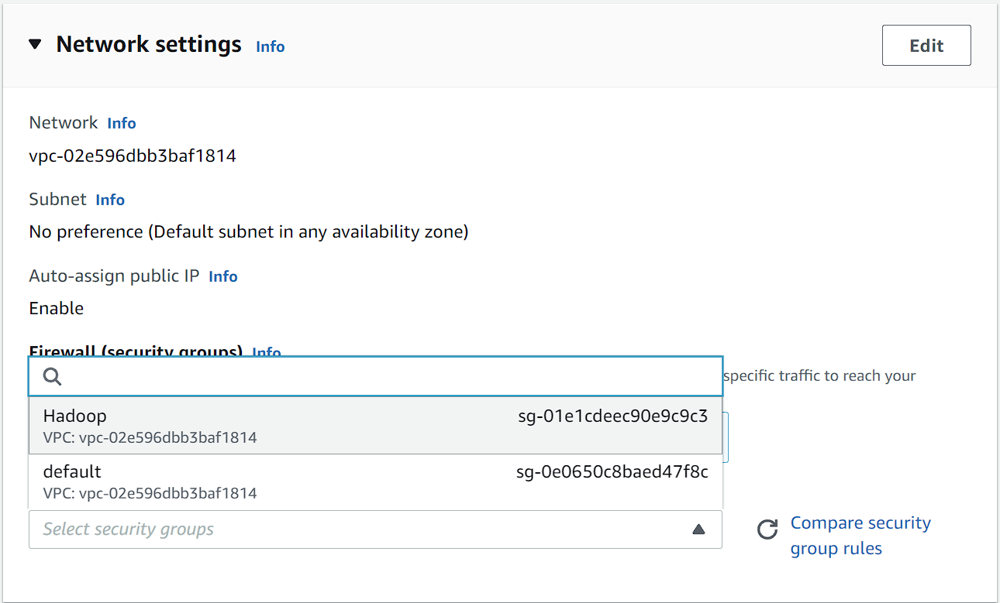 Network settings Info
Edit
Network Info
vpc-02e596dbb3baf1814
Subnet Info
No preference (Default subnet in any availability zone)
Auto-assign public IP Info
Enable
Firewall (security groups) Info
specific traffic to reach your
Hadoop sg-01e1cdeec90e9c9c3
VPC: vpc-02e596dbb3baf1814
default sg-0e0650c8baed47f8c
VPC: vpc-02e596dbb3baf1814
Select security groups
Compare security
group rules